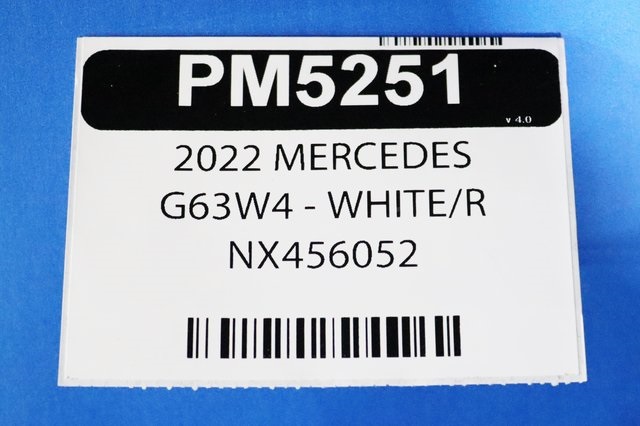 PM5251
v 4.0
2022 MERCEDES
G63W4 - WHITE/R
NX456052